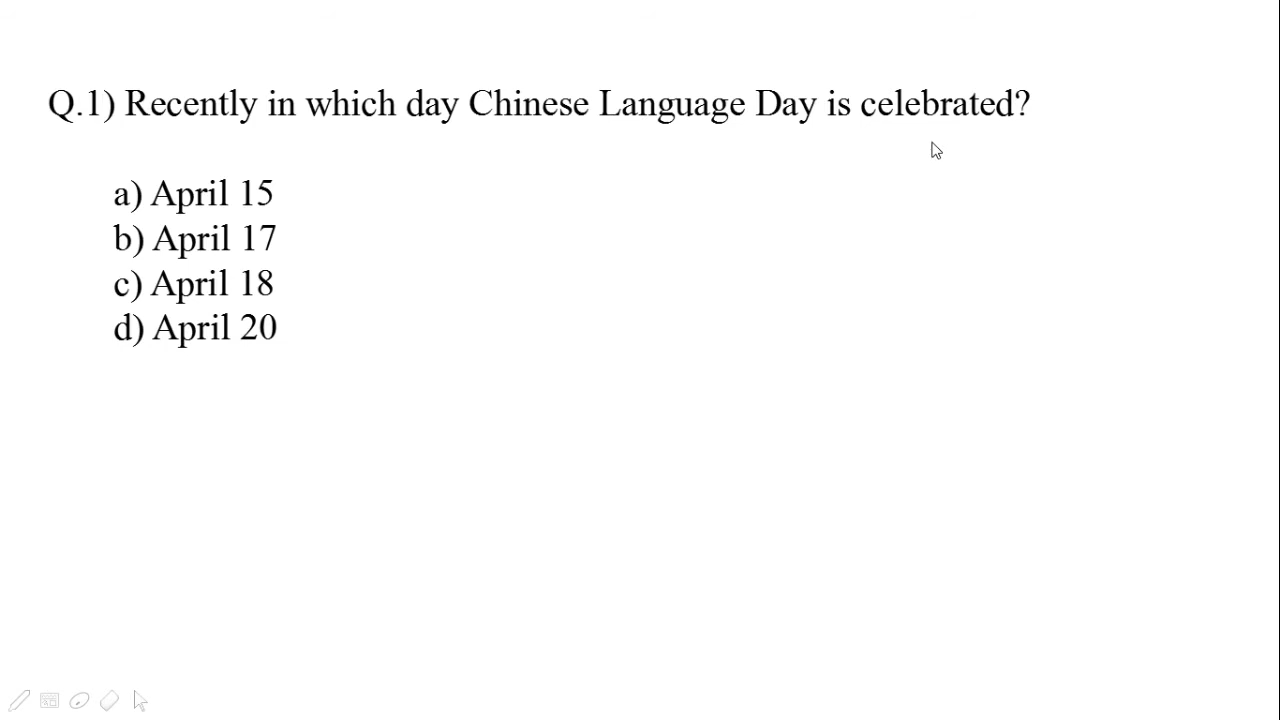 Q.1) Recently in which day Chinese Language Day is celebrated?
a) April 15
b) April 17
c) April 18
d) April 20